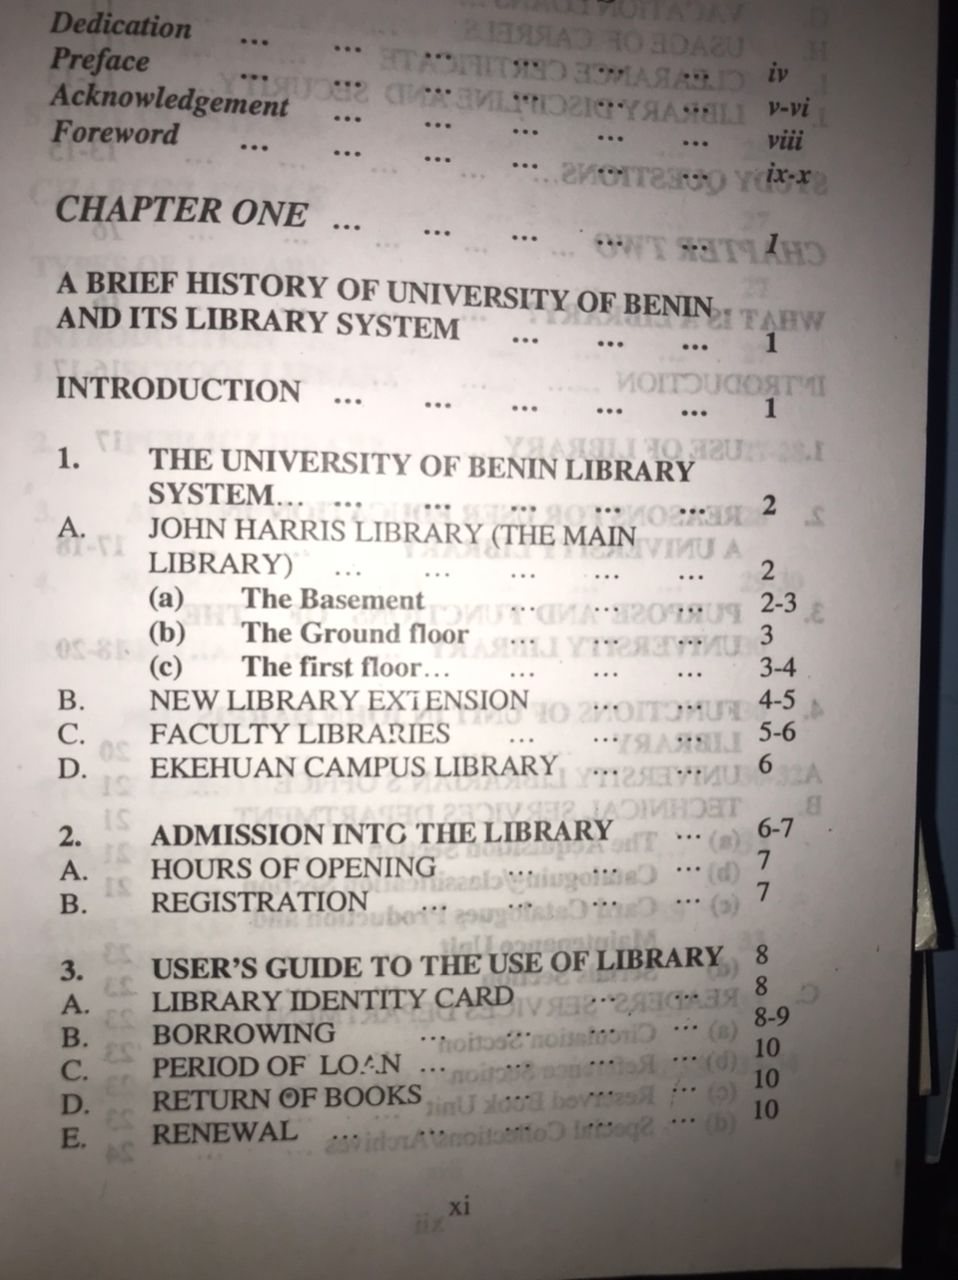 Dedication ... ... ... ... ... ... iv
Preface ... ... ... ... ... ... v-vi
Acknowledgement ... ... ... ... ... viii
Foreword ... ... ... ... ... ... ix-x
CHAPTER ONE ... ... ... ... ... 1
A BRIEF HISTORY OF UNIVERSITY OF BENIN
AND ITS LIBRARY SYSTEM ... ... ... 1
INTRODUCTION ... ... ... ... ... 1
1. THE UNIVERSITY OF BENIN LIBRARY
SYSTEM... ... ... ... ... ... 2
A. JOHN HARRIS LIBRARY (THE MAIN
LIBRARY) ... ... ... ... ... 2
(a) The Basement ... ... ... 2-3
(b) The Ground floor ... ... ... 3
(c) The first floor... ... ... ... 3-4
B. NEW LIBRARY EXTENSION ... ... 4-5
C. FACULTY LIBRARIES ... ... ... 5-6
D. EKEHUAN CAMPUS LIBRARY ... ... 6
2. ADMISSION INTO THE LIBRARY ... 6-7
A. HOURS OF OPENING ... ... ... 7
B. REGISTRATION ... ... ... ... 7
3. USER'S GUIDE TO THE USE OF LIBRARY 8
A. LIBRARY IDENTITY CARD ... ... 8
B. BORROWING ... ... ... ... 8-9
C. PERIOD OF LOAN ... ... ... ... 10
D. RETURN OF BOOKS ... ... ... 10
E. RENEWAL ... ... ... ... ... 10
xi